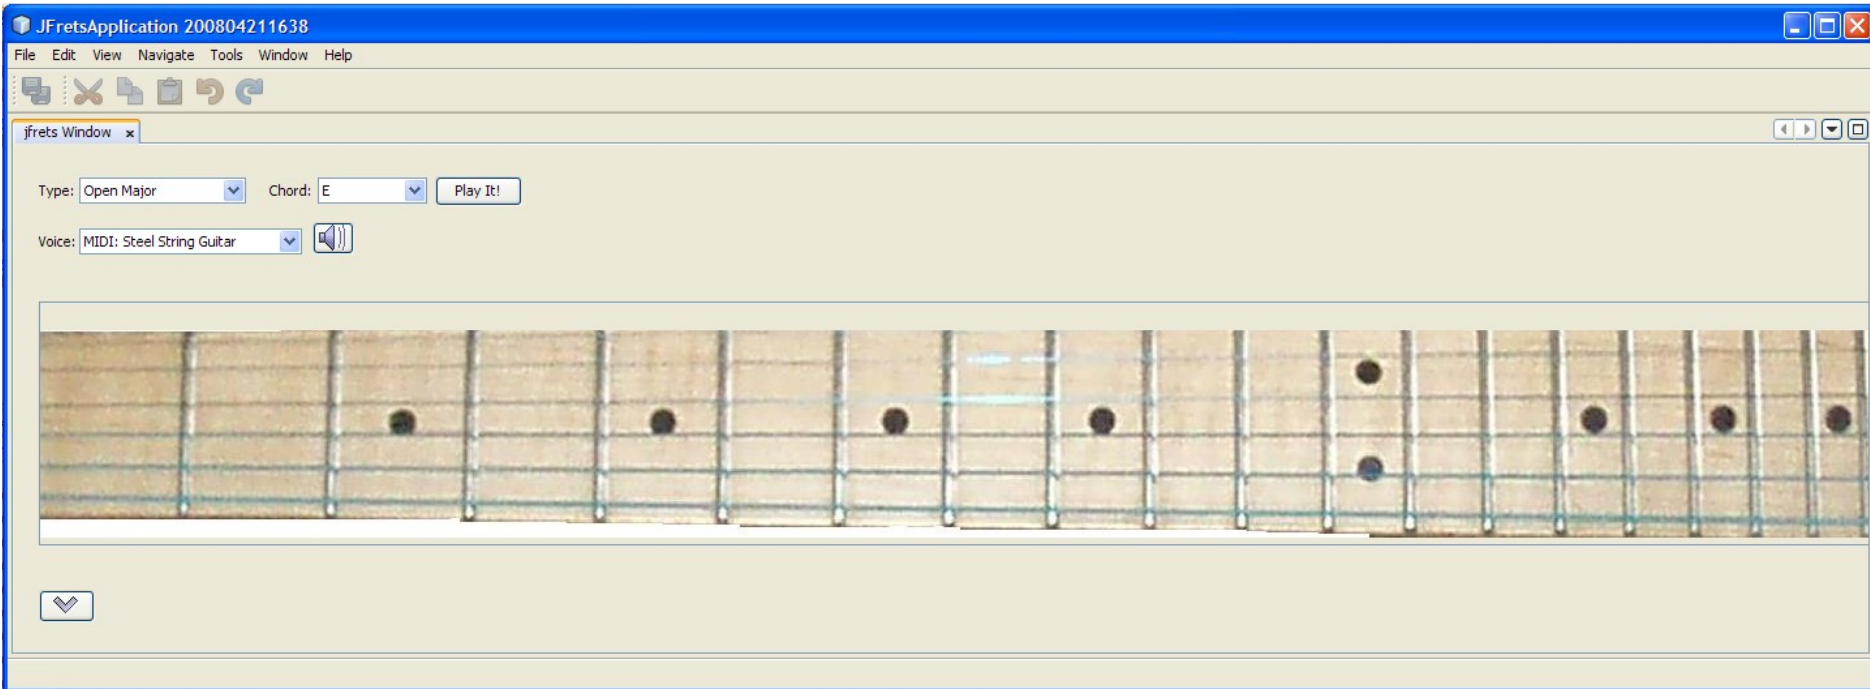 JFretsApplication 200804211638
File Edit View Navigate Tools Window Help
jfrets Window x
Type: Open Major Chord: E Play It!
Voice: MIDI: Steel String Guitar